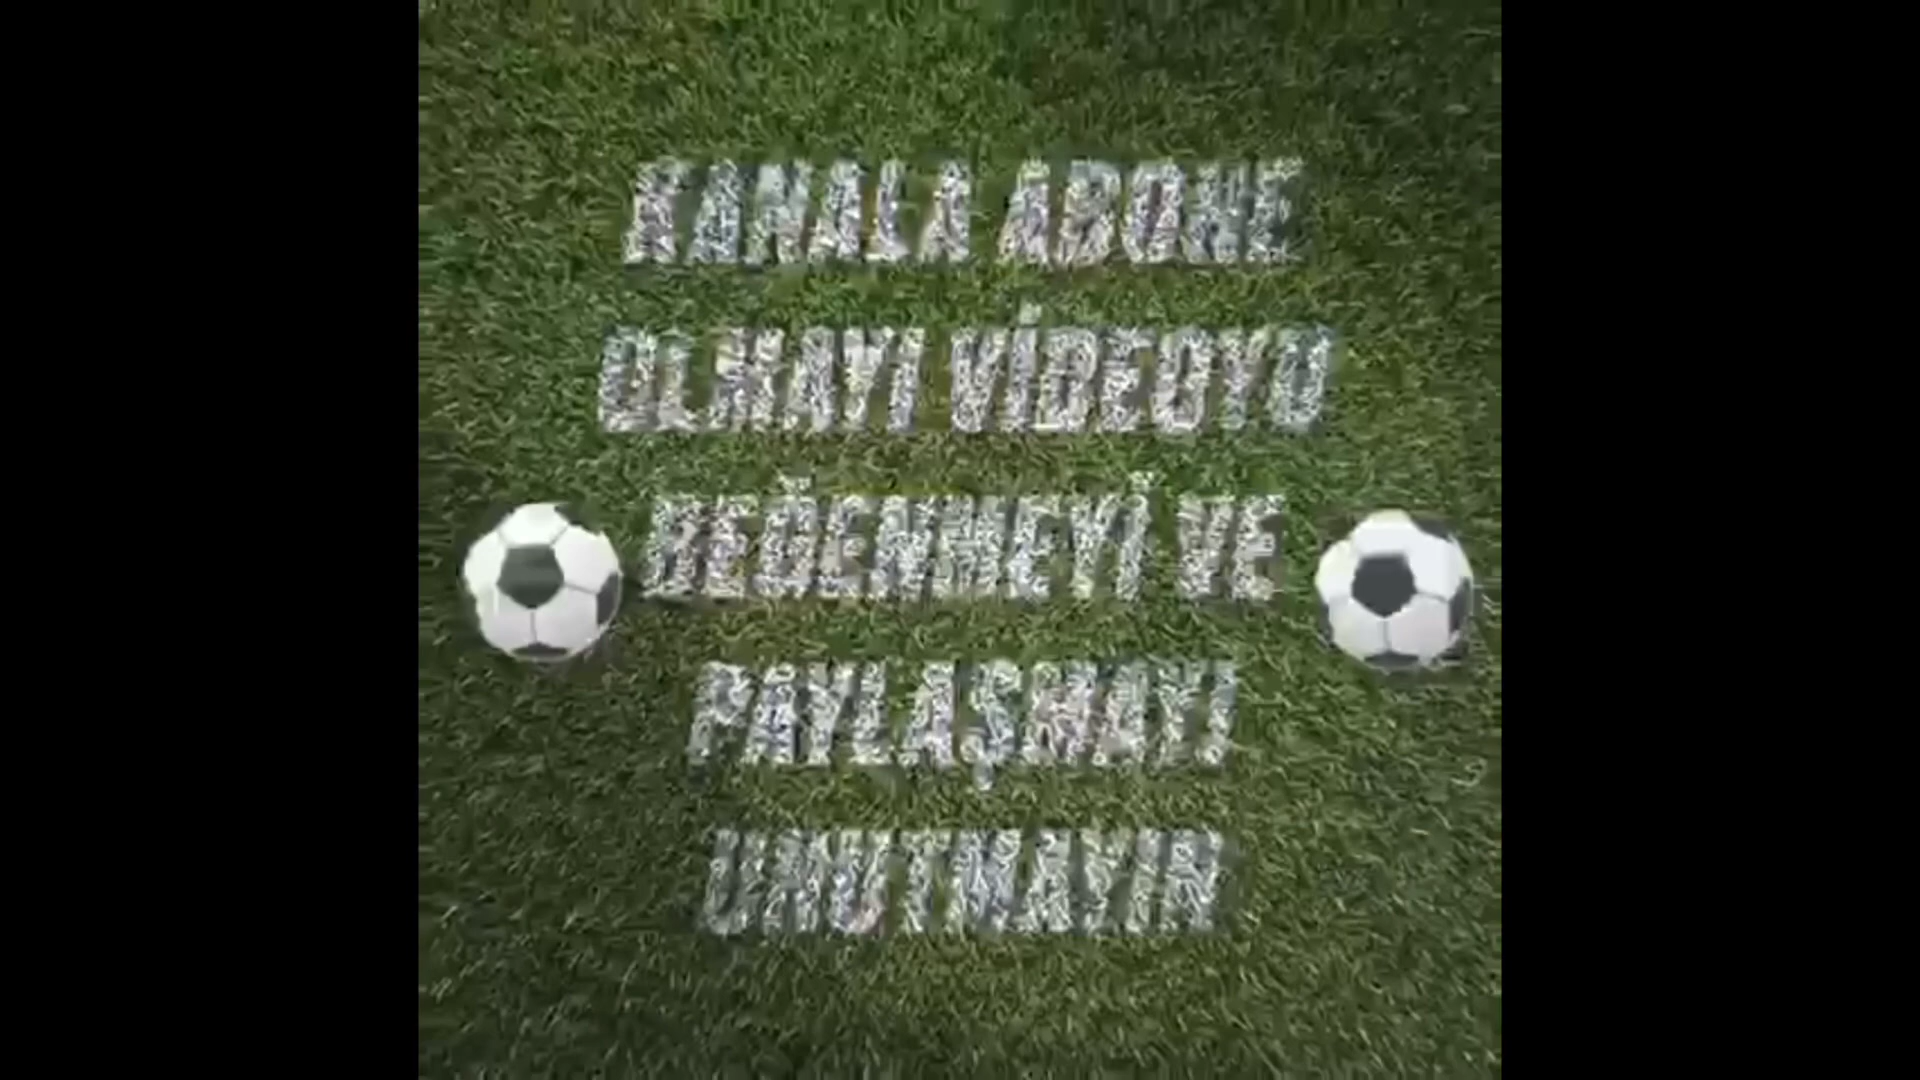 KANALA ABONE
OLMAYI VİDEOYU
BEĞENMEYİ VE
PAYLAŞMAYI
UNUTMAYIN